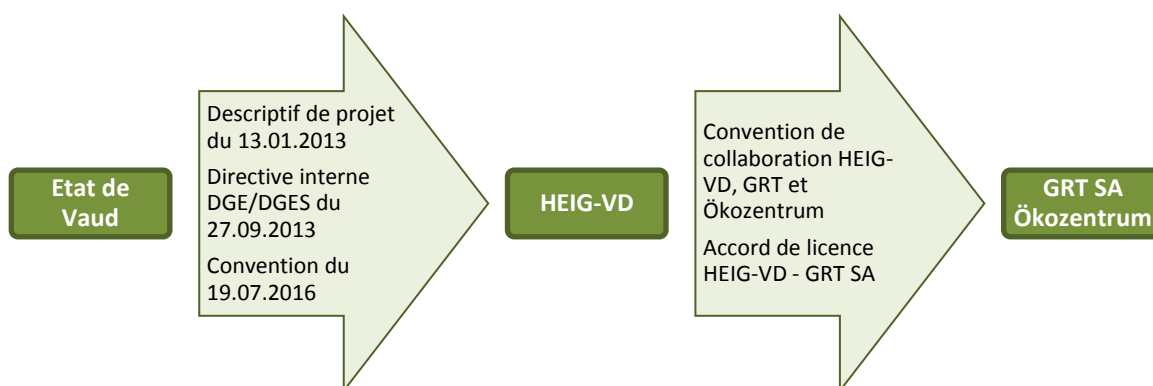 Etat de
Vaud
Descriptif de projet
du 13.01.2013
Directive interne
DGE/DGES du
27.09.2013
Convention du
19.07.2016
HEIG-VD
Convention de
collaboration HEIG-
VD, GRT et
Ökozentrum
Accord de licence
HEIG-VD - GRT SA
GRT SA
Ökozentrum